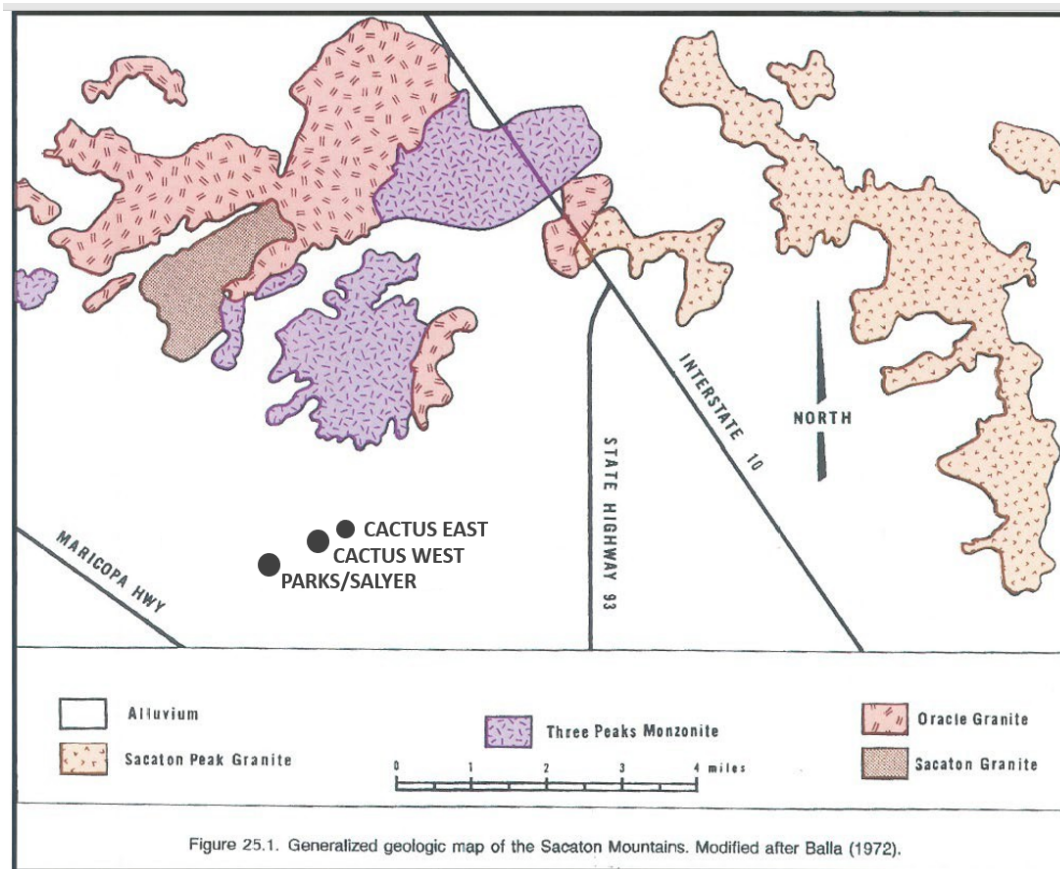 INTERSTATE 10
NORTH
STATE HIGHWAY 93
CACTUS EAST
CACTUS WEST
PARKS/SALYER
MARICOPA HWY
Alluvium
Three Peaks Monzonite
Oracle Granite
Sacaton Peak Granite
Sacaton Granite
0 1 2 3 4 miles
Figure 25.1. Generalized geologic map of the Sacaton Mountains. Modified after Balla (1972).